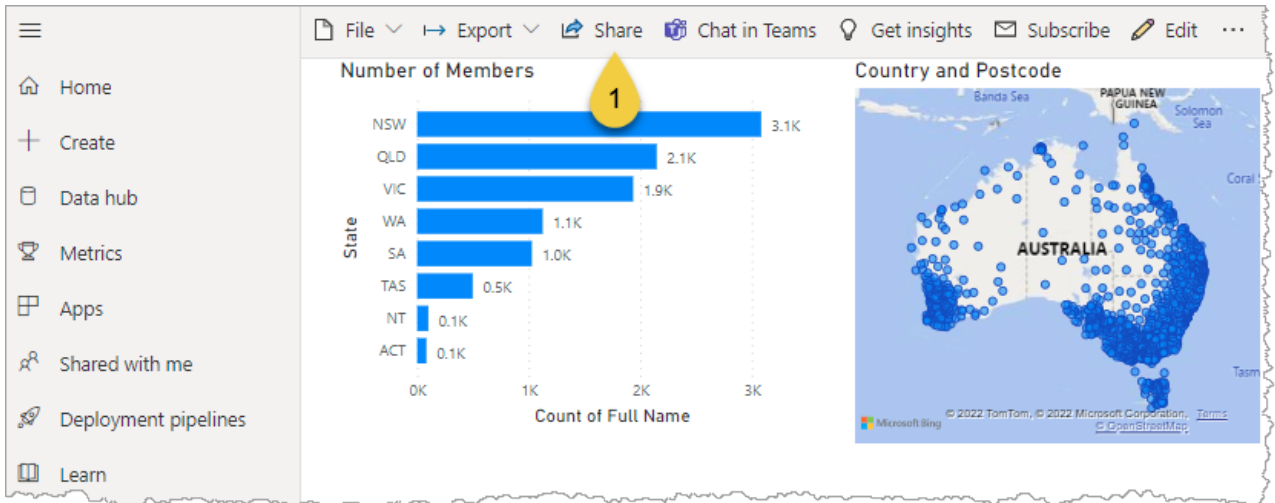 File Export Share Chat in Teams Get insights Subscribe Edit ...
Home
Create
Data hub
Metrics
Apps
Shared with me
Deployment pipelines
Learn
1
Number of Members
State
NSW 3.1K
QLD 2.1K
VIC 1.9K
WA 1.1K
SA 1.0K
TAS 0.5K
NT 0.1K
ACT 0.1K
0K 1K 2K 3K
Count of Full Name
Country and Postcode
Banda Sea
PAPUA NEW
GUINEA
Solomon
Sea
Coral
AUSTRALIA
Tasm
Microsoft Bing
© 2022 TomTom, © 2022 Microsoft Corporation, Terms
© OpenStreetMap